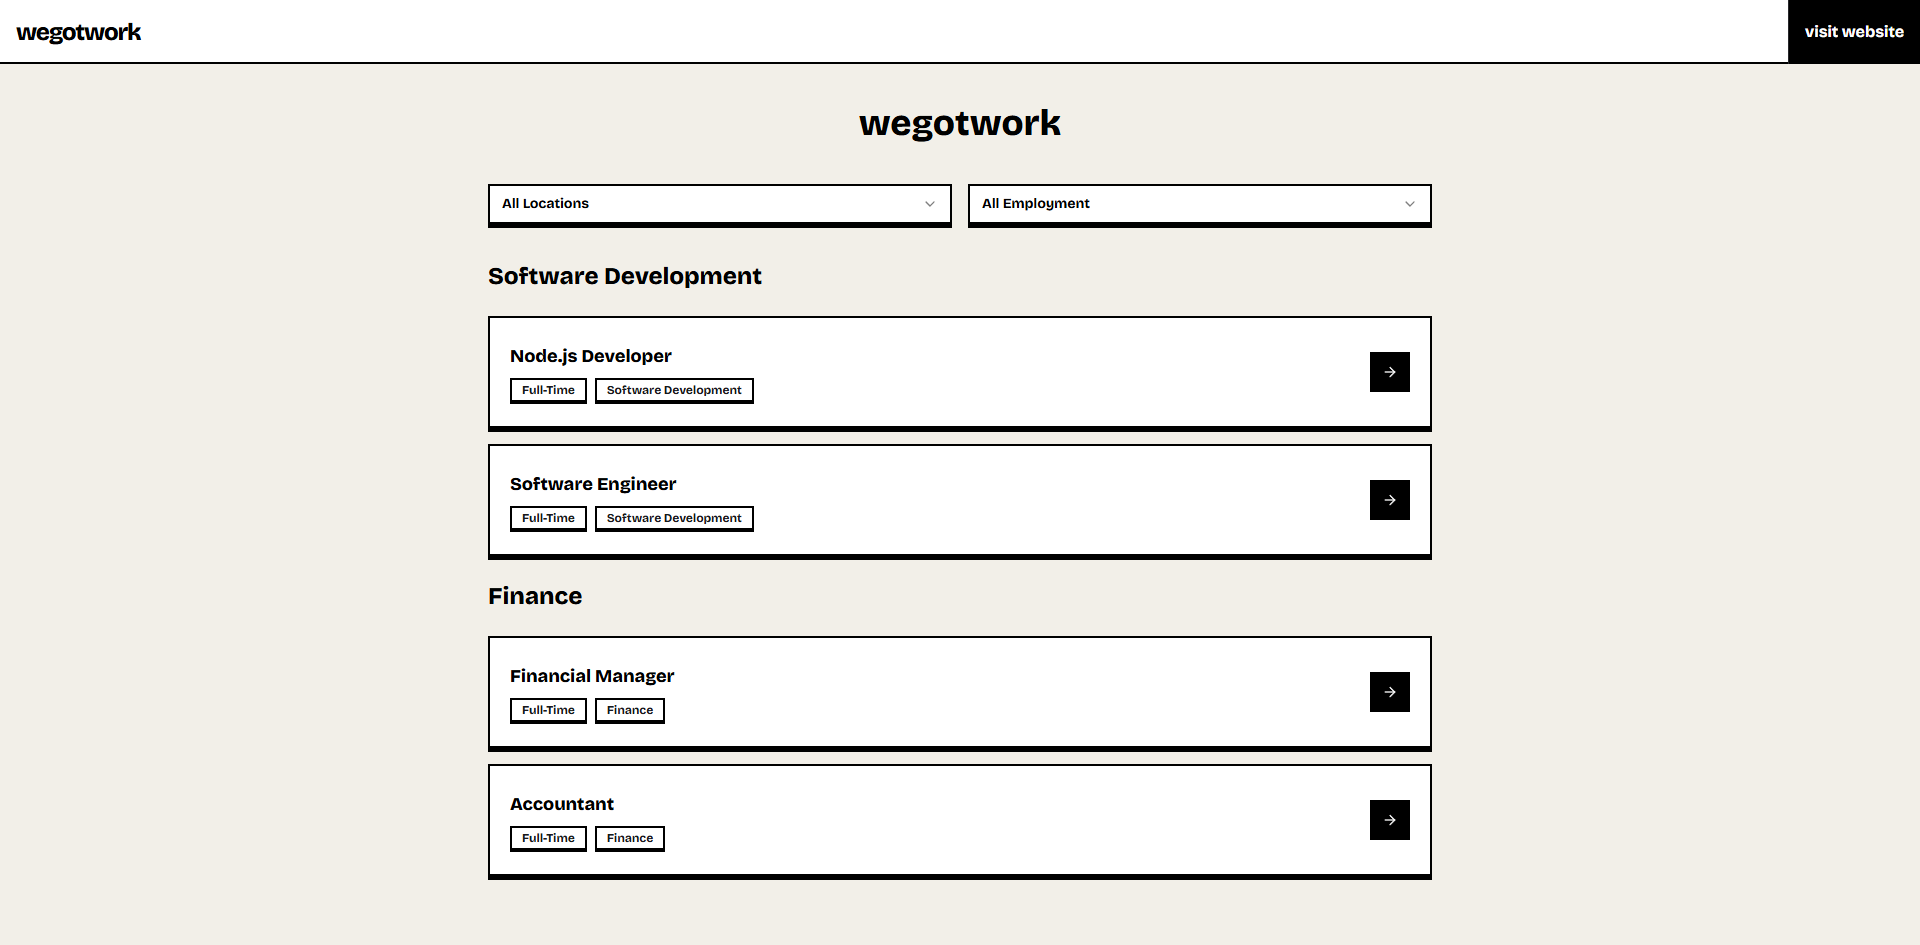 wegotwork
visit website
wegotwork
All Locations
All Employment
Software Development
Node.js Developer
Full-Time
Software Development
Software Engineer
Full-Time
Software Development
Finance
Financial Manager
Full-Time
Finance
Accountant
Full-Time
Finance